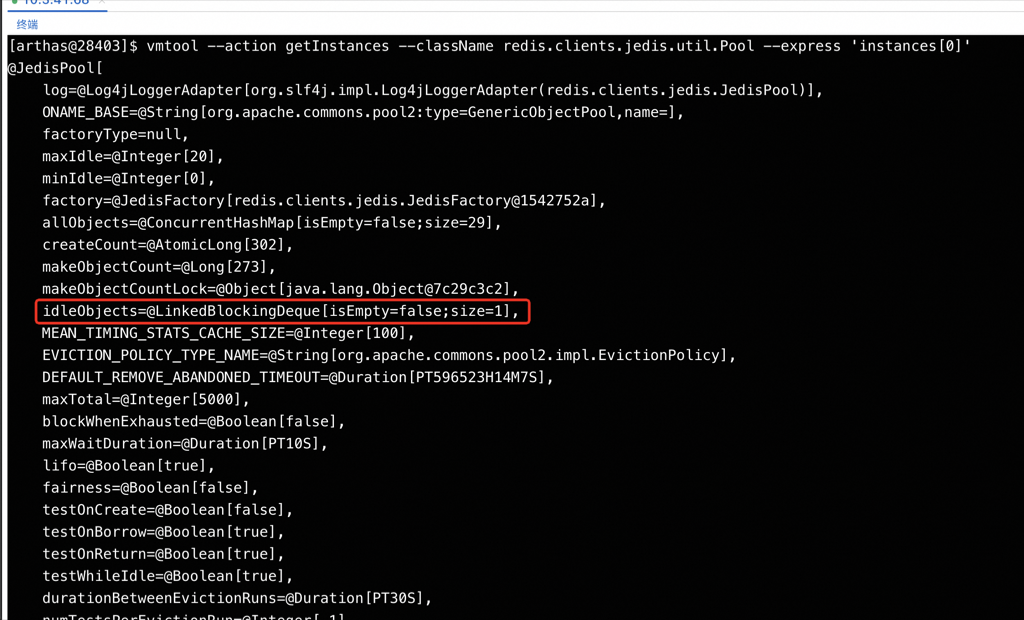 10.3.41.68
终端
[arthas@28403]$ vmtool --action getInstances --className redis.clients.jedis.util.Pool --express 'instances[0]'
@JedisPool[
log=@Log4jLoggerAdapter[org.slf4j.impl.Log4jLoggerAdapter(redis.clients.jedis.JedisPool)],
ONAME_BASE=@String[org.apache.commons.pool2:type=GenericObjectPool,name=],
factoryType=null,
maxIdle=@Integer[20],
minIdle=@Integer[0],
factory=@JedisFactory[redis.clients.jedis.JedisFactory@1542752a],
allObjects=@ConcurrentHashMap[isEmpty=false;size=29],
createCount=@AtomicLong[302],
makeObjectCount=@Long[273],
makeObjectCountLock=@Object[java.lang.Object@7c29c3c2],
idleObjects=@LinkedBlockingDeque[isEmpty=false;size=1],
MEAN_TIMING_STATS_CACHE_SIZE=@Integer[100],
EVICTION_POLICY_TYPE_NAME=@String[org.apache.commons.pool2.impl.EvictionPolicy],
DEFAULT_REMOVE_ABANDONED_TIMEOUT=@Duration[PT596523H14M7S],
maxTotal=@Integer[5000],
blockWhenExhausted=@Boolean[false],
maxWaitDuration=@Duration[PT10S],
lifo=@Boolean[true],
fairness=@Boolean[false],
testOnCreate=@Boolean[false],
testOnBorrow=@Boolean[true],
testOnReturn=@Boolean[true],
testWhileIdle=@Boolean[true],
durationBetweenEvictionRuns=@Duration[PT30S],
numTestsPerEvictionRun=@Integer[-1]